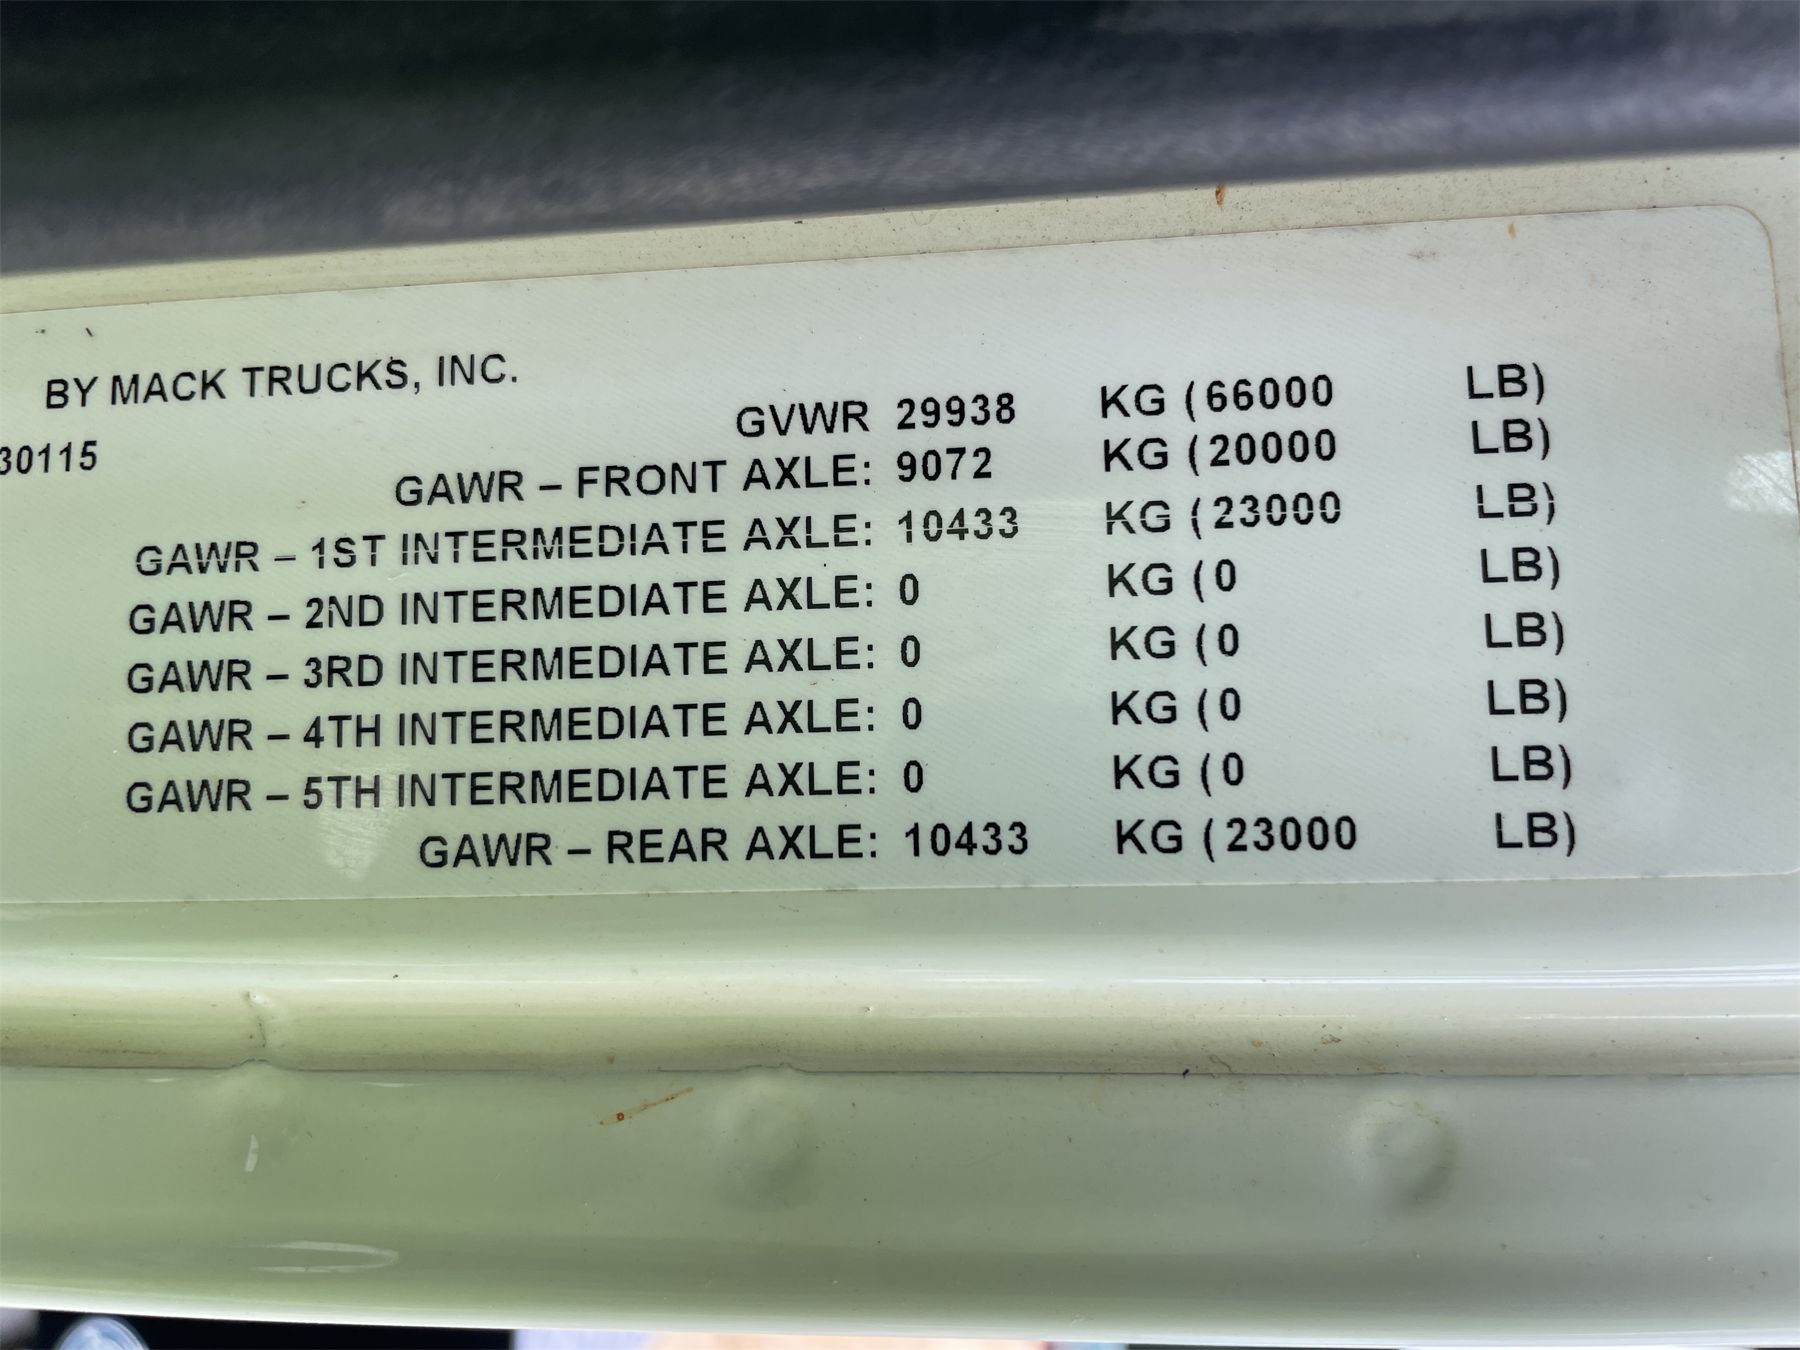 BY MACK TRUCKS, INC.
GVWR 29938 KG (66000 LB)
30115
GAWR – FRONT AXLE: 9072 KG (20000 LB)
GAWR – 1ST INTERMEDIATE AXLE: 10433 KG (23000 LB)
GAWR – 2ND INTERMEDIATE AXLE: 0 KG (0 LB)
GAWR – 3RD INTERMEDIATE AXLE: 0 KG (0 LB)
GAWR – 4TH INTERMEDIATE AXLE: 0 KG (0 LB)
GAWR – 5TH INTERMEDIATE AXLE: 0 KG (0 LB)
GAWR – REAR AXLE: 10433 KG (23000 LB)